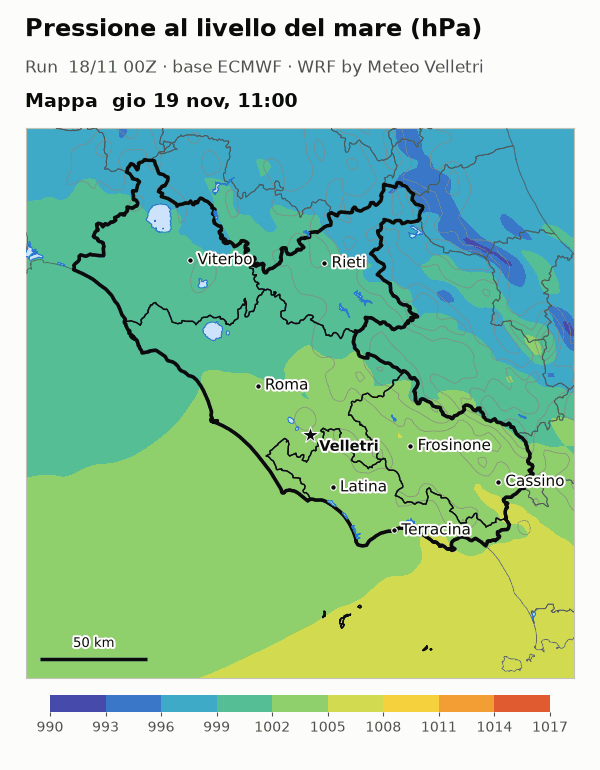 Pressione al livello del mare (hPa)
Run  18/11 00Z · base ECMWF · WRF by Meteo Velletri
Mappa  gio 19 nov, 11:00
Viterbo
Rieti
Roma
Velletri
Frosinone
Latina
Cassino
Terracina
50 km
990 993 996 999 1002 1005 1008 1011 1014 1017